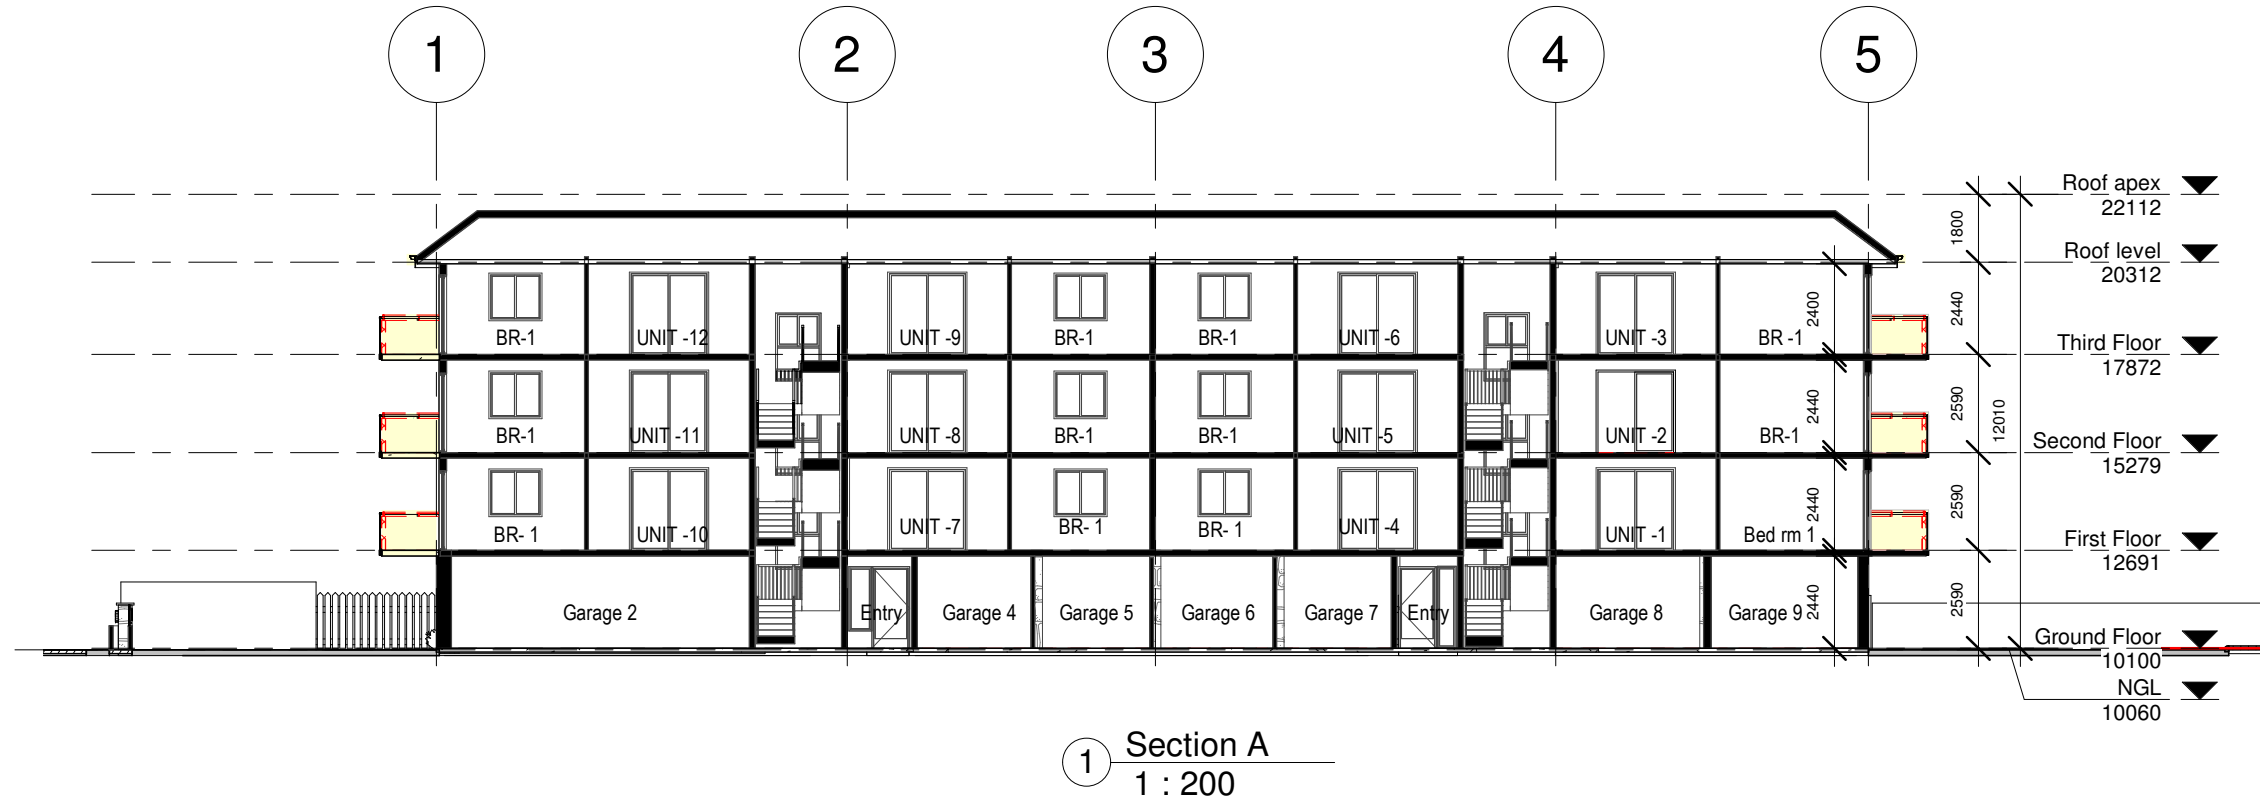 1 2 3 4 5
Roof apex
22112
1800
Roof level
20312
2400 2440
BR-1 UNIT -12 UNIT -9 BR-1 BR-1 UNIT -6 UNIT -3 BR -1
Third Floor
17872
2440 2590 12010
BR-1 UNIT -11 UNIT -8 BR-1 BR-1 UNIT -5 UNIT -2 BR-1
Second Floor
15279
2440 2590
BR- 1 UNIT -10 UNIT -7 BR- 1 BR- 1 UNIT -4 UNIT -1 Bed rm 1
First Floor
12691
2440 2590
Garage 2 Entry Garage 4 Garage 5 Garage 6 Garage 7 Entry Garage 8 Garage 9
Ground Floor
10100
NGL
10060
1 Section A
1 : 200